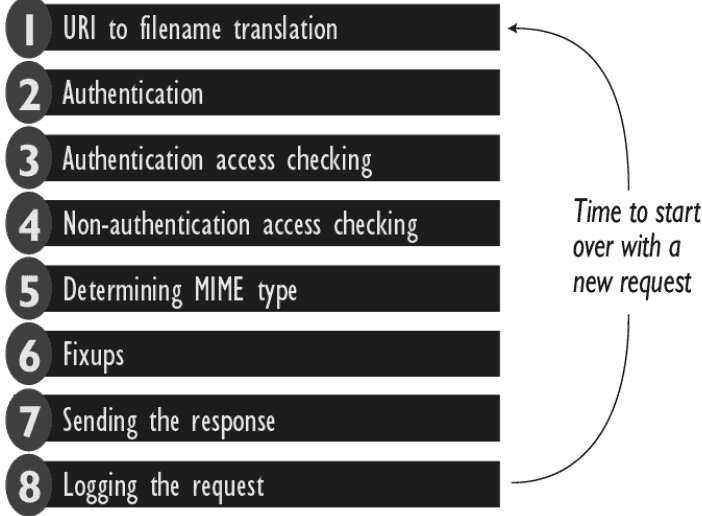 1 URI to filename translation
2 Authentication
3 Authentication access checking
4 Non-authentication access checking
5 Determining MIME type
6 Fixups
7 Sending the response
8 Logging the request
Time to start
over with a
new request